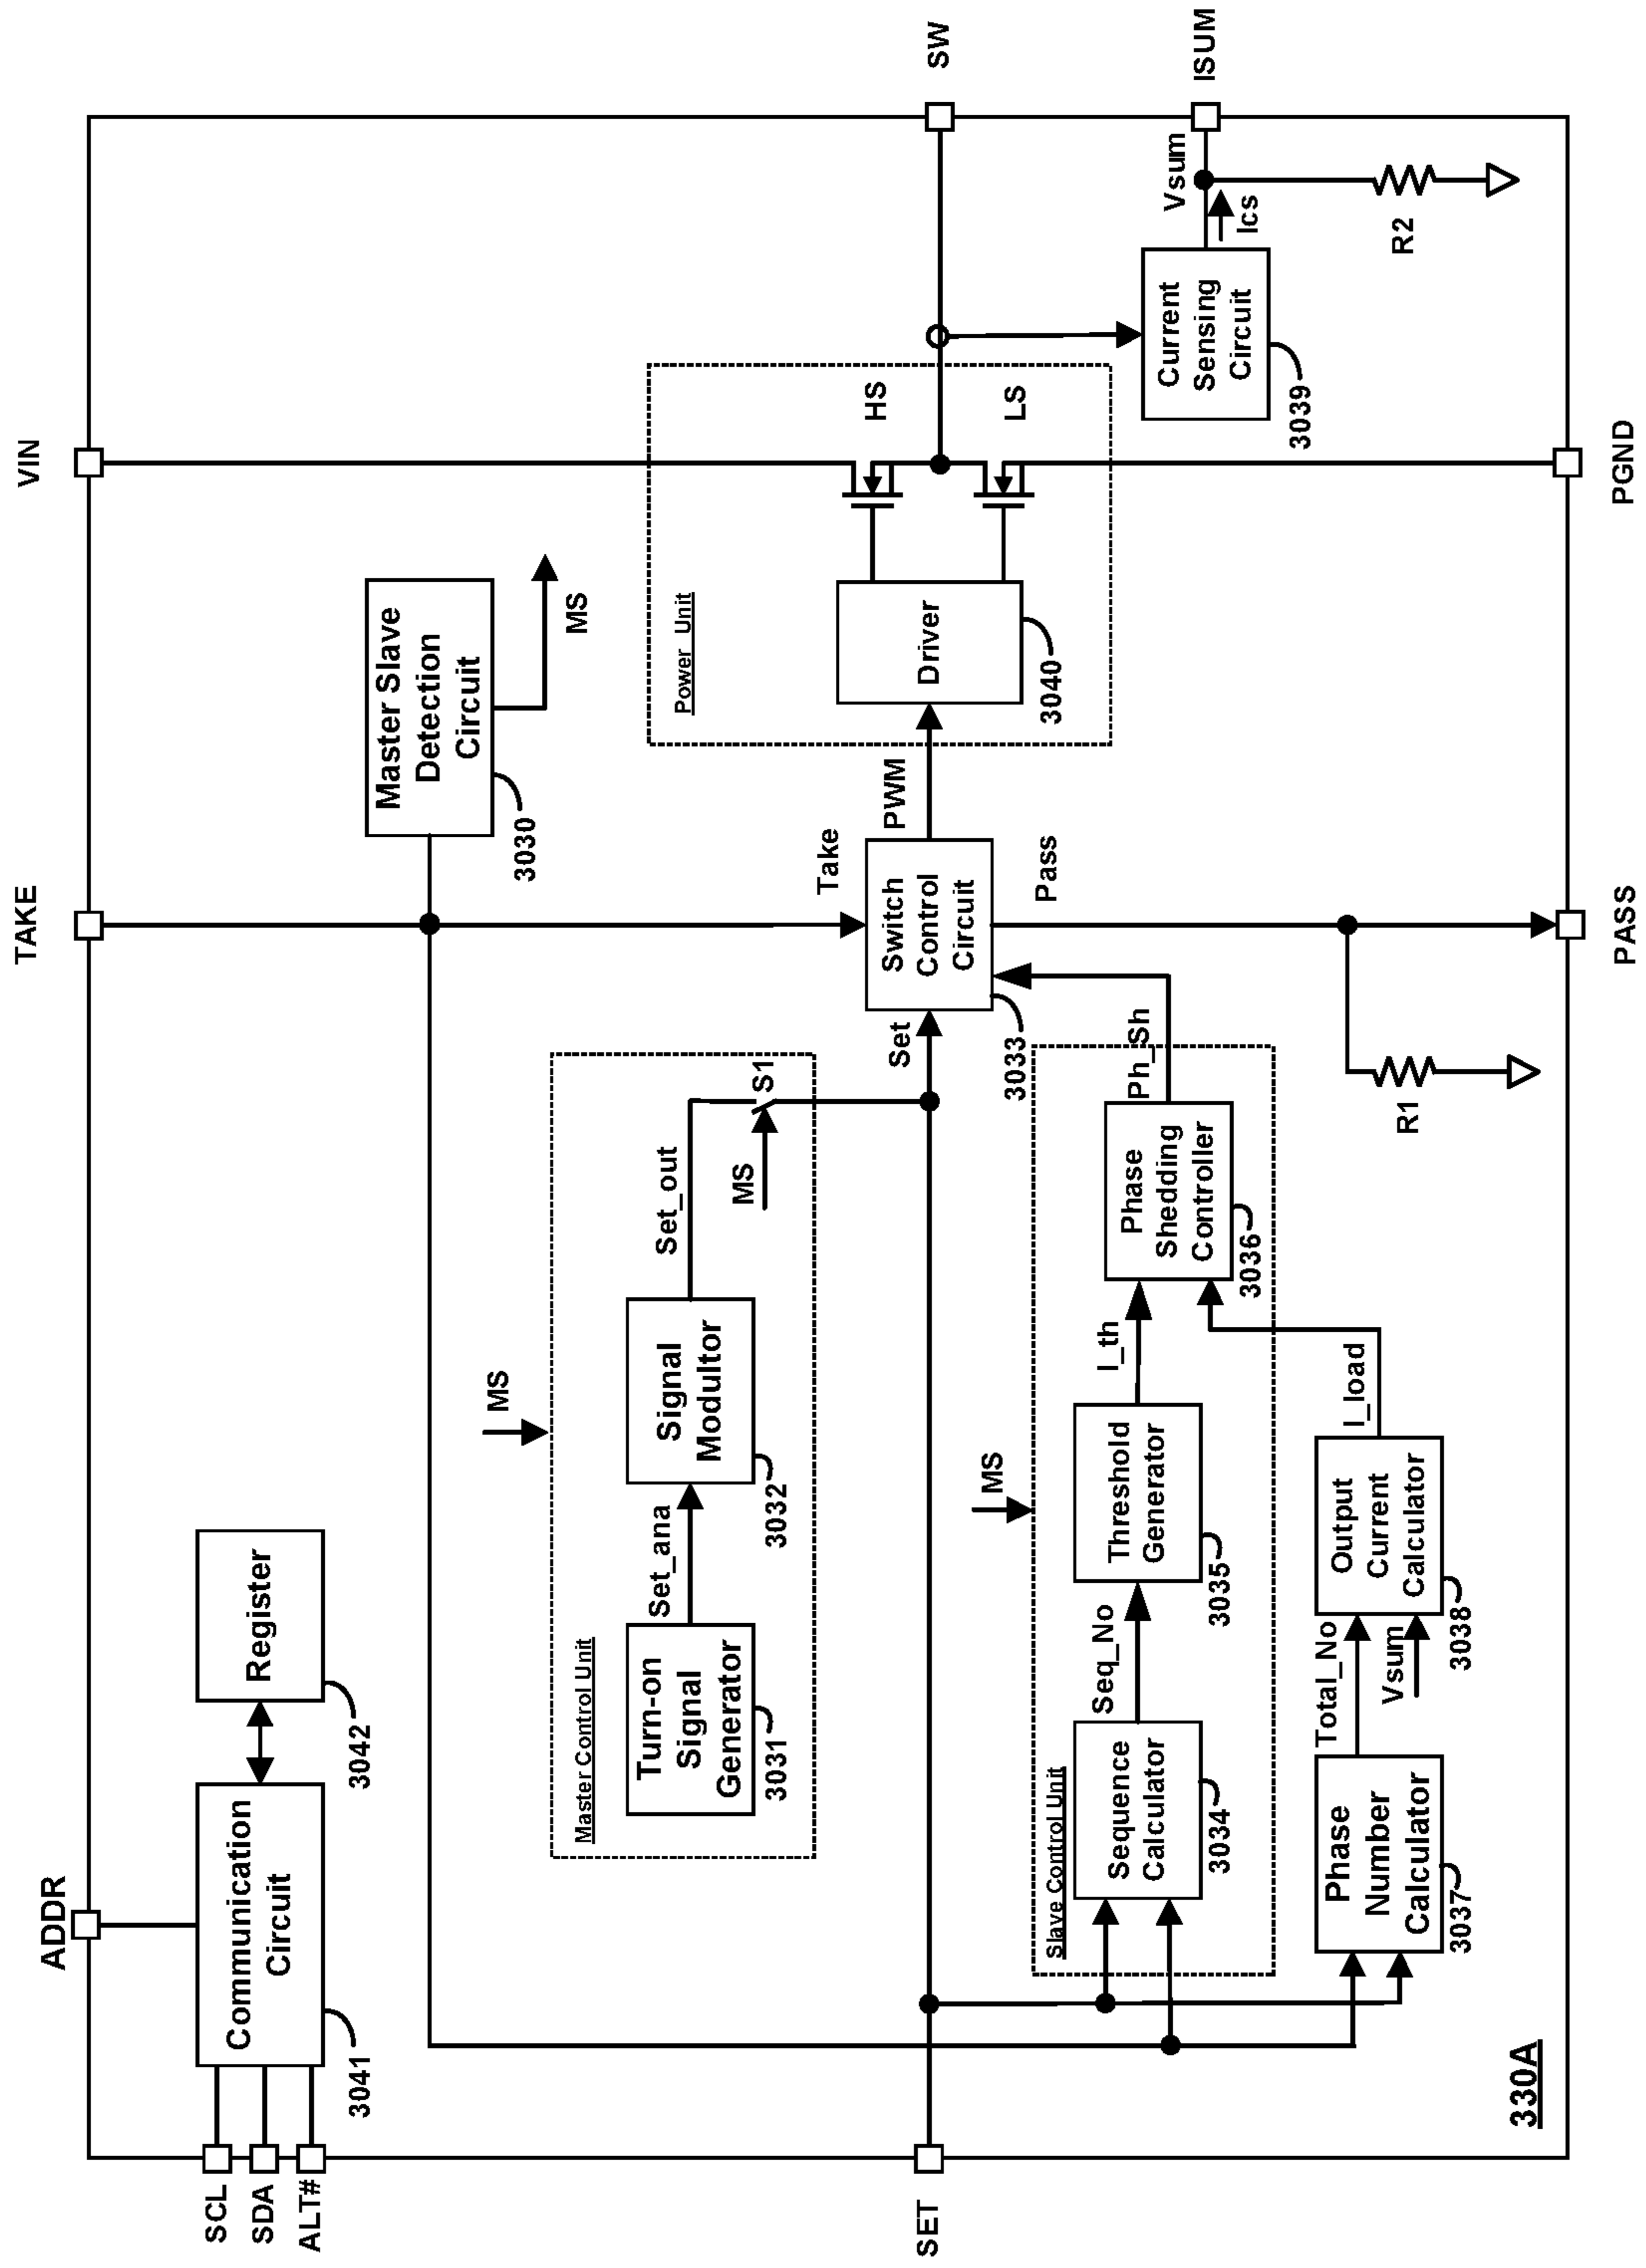 VIN
TAKE
ADDR
SCL
SDA
ALT#
SET
SW
ISUM
PGND
PASS
Communication
Circuit
3041
Register
3042
Master Slave
Detection
Circuit
3030
MS
MS
Master Control Unit
Turn-on
Signal
Generator
3031
Set_ana
Signal
Modultor
3032
Set_out
MS
S1
Set
Take
Switch
Control
Circuit
3033
Pass
PWM
Power Unit
Driver
3040
HS
LS
Current
Sensing
Circuit
3039
Vsum
Ics
R2
MS
Slave Control Unit
Sequence
Calculator
3034
Seq_No
Threshold
Generator
3035
I_th
Phase
Shedding
Controller
3036
Ph_Sh
Phase
Number
Calculator
3037
Total_No
Vsum
Output
Current
Calculator
3038
I_load
R1
330A